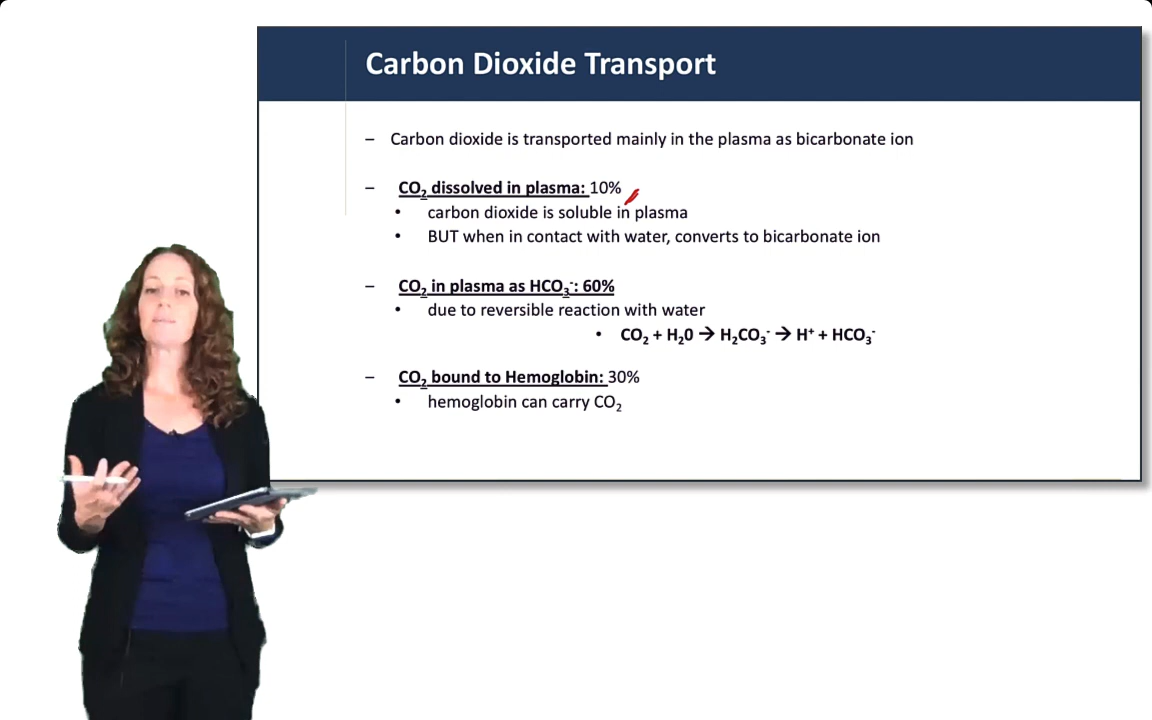 Carbon Dioxide Transport
– Carbon dioxide is transported mainly in the plasma as bicarbonate ion
– CO₂ dissolved in plasma: 10%
• carbon dioxide is soluble in plasma
• BUT when in contact with water, converts to bicarbonate ion
– CO₂ in plasma as HCO₃⁻: 60%
• due to reversible reaction with water
• CO₂ + H₂0 → H₂CO₃⁻ → H⁺ + HCO₃⁻
– CO₂ bound to Hemoglobin: 30%
• hemoglobin can carry CO₂